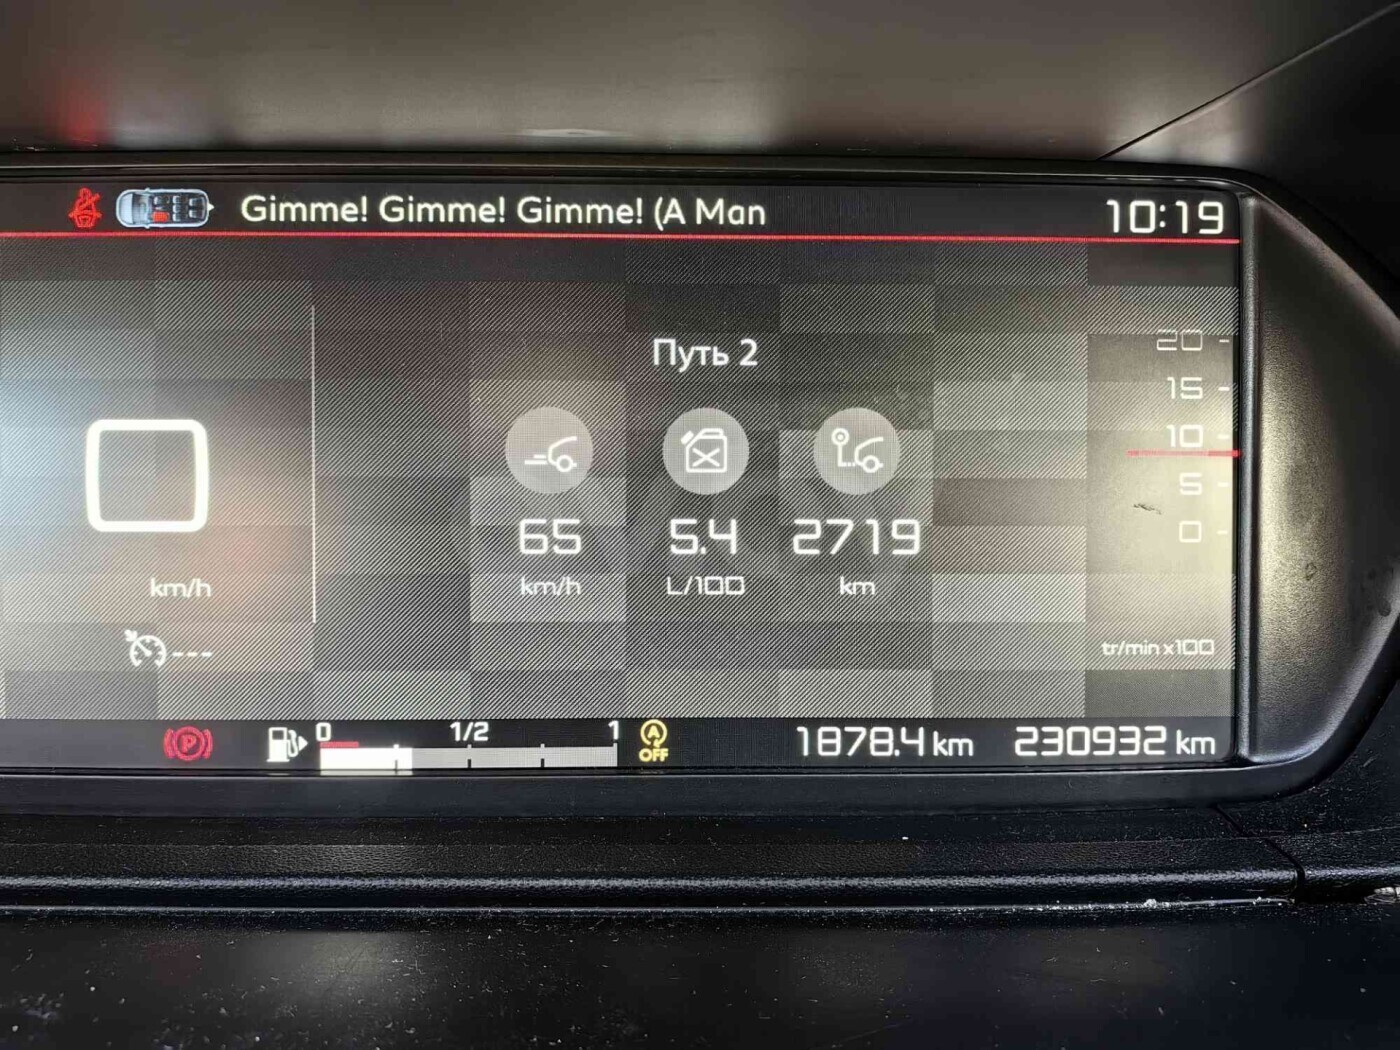 Gimme! Gimme! Gimme! (A Man
10:19
Путь 2
65 5.4 2719
km/h L/100 km
20
15
10
5
0
0
km/h
---
tr/min x100
P
0 1/2 1
A
OFF
1878.4 km 230932 km